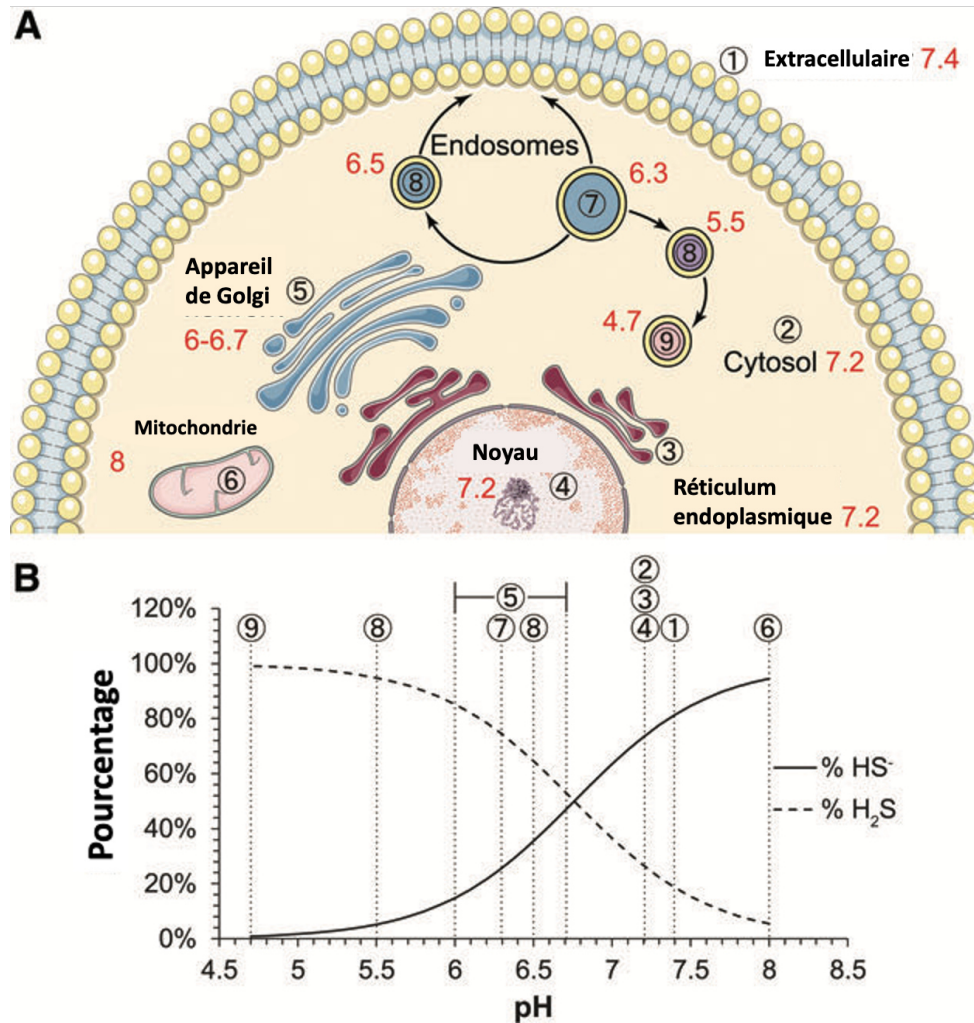 A
① Extracellulaire 7.4
Endosomes
6.5
⑧
6.3
⑦
5.5
⑧
Appareil
de Golgi ⑤
6-6.7
4.7
⑨
②
Cytosol 7.2
Mitochondrie
8
⑥
Noyau
7.2 ④
③
Réticulum
endoplasmique 7.2
B
②
⑤ ③
⑨ ⑧ ⑦ ⑧ ④ ① ⑥
Pourcentage
120%
100%
80%
60%
40%
20%
0%
% HS⁻
% H₂S
4.5 5 5.5 6 6.5 7 7.5 8 8.5
pH